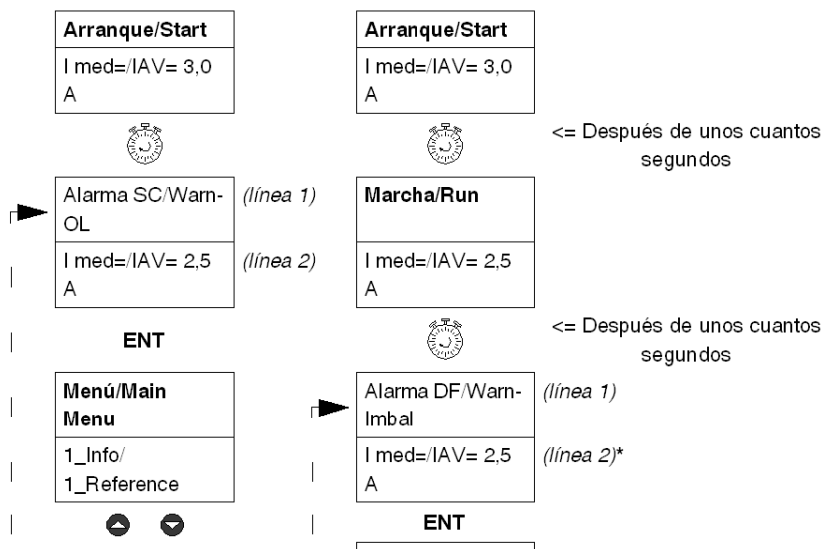 Arranque/Start
I med=/IAV= 3,0
A
Alarma SC/Warn-
OL
(línea 1)
I med=/IAV= 2,5
A
(línea 2)
ENT
Menú/Main
Menu
1_Info/
1_Reference
Arranque/Start
I med=/IAV= 3,0
A
<= Después de unos cuantos
segundos
Marcha/Run
I med=/IAV= 2,5
A
<= Después de unos cuantos
segundos
Alarma DF/Warn-
Imbal
(línea 1)
I med=/IAV= 2,5
A
(línea 2)*
ENT